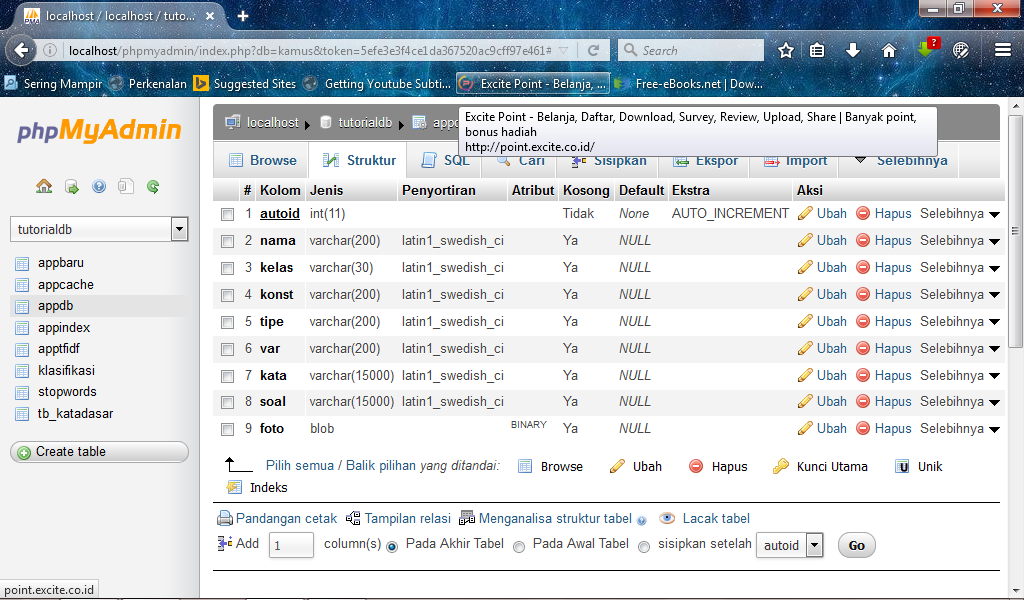 localhost / localhost / tuto...
localhost/phpmyadmin/index.php?db=kamus&token=5efe3e3f4ce1da367520ac9cff97e461#
Search
?
Sering Mampir
Perkenalan
Suggested Sites
Getting Youtube Subti...
Excite Point - Belanja, ...
Free-eBooks.net | Dow...
Excite Point - Belanja, Daftar, Download, Survey, Review, Upload, Share | Banyak point,
bonus hadiah
http://point.excite.co.id/
phpMyAdmin
tutorialdb
appbaru
appcache
appdb
appindex
apptfidf
klasifikasi
stopwords
tb_katadasar
Create table
localhost
tutorialdb
Browse
Struktur
SQL
Cari
Sisipkan
Ekspor
Import
Selebihnya
# Kolom Jenis Penyortiran Atribut Kosong Default Ekstra Aksi
1 autoid int(11) Tidak None AUTO_INCREMENT Ubah Hapus Selebihnya
2 nama varchar(200) latin1_swedish_ci Ya NULL Ubah Hapus Selebihnya
3 kelas varchar(30) latin1_swedish_ci Ya NULL Ubah Hapus Selebihnya
4 konst varchar(200) latin1_swedish_ci Ya NULL Ubah Hapus Selebihnya
5 tipe varchar(200) latin1_swedish_ci Ya NULL Ubah Hapus Selebihnya
6 var varchar(200) latin1_swedish_ci Ya NULL Ubah Hapus Selebihnya
7 kata varchar(15000) latin1_swedish_ci Ya NULL Ubah Hapus Selebihnya
8 soal varchar(15000) latin1_swedish_ci Ya NULL Ubah Hapus Selebihnya
9 foto blob BINARY Ya NULL Ubah Hapus Selebihnya
Pilih semua / Balik pilihan yang ditandai: Browse Ubah Hapus Kunci Utama Unik
Indeks
Pandangan cetak Tampilan relasi Menganalisa struktur tabel Lacak tabel
Add 1 column(s) Pada Akhir Tabel Pada Awal Tabel sisipkan setelah autoid Go
point.excite.co.id